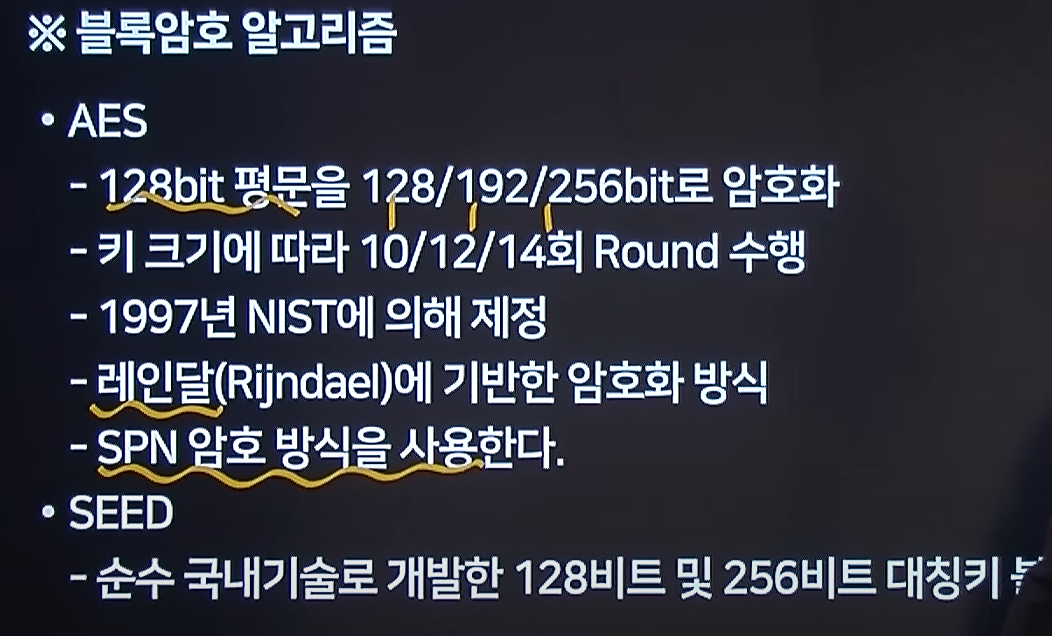 ※ 블록암호 알고리즘
• AES
- 128bit 평문을 128/192/256bit로 암호화
- 키 크기에 따라 10/12/14회 Round 수행
- 1997년 NIST에 의해 제정
- 레인달(Rijndael)에 기반한 암호화 방식
- SPN 암호 방식을 사용한다.
• SEED
- 순수 국내기술로 개발한 128비트 및 256비트 대칭키